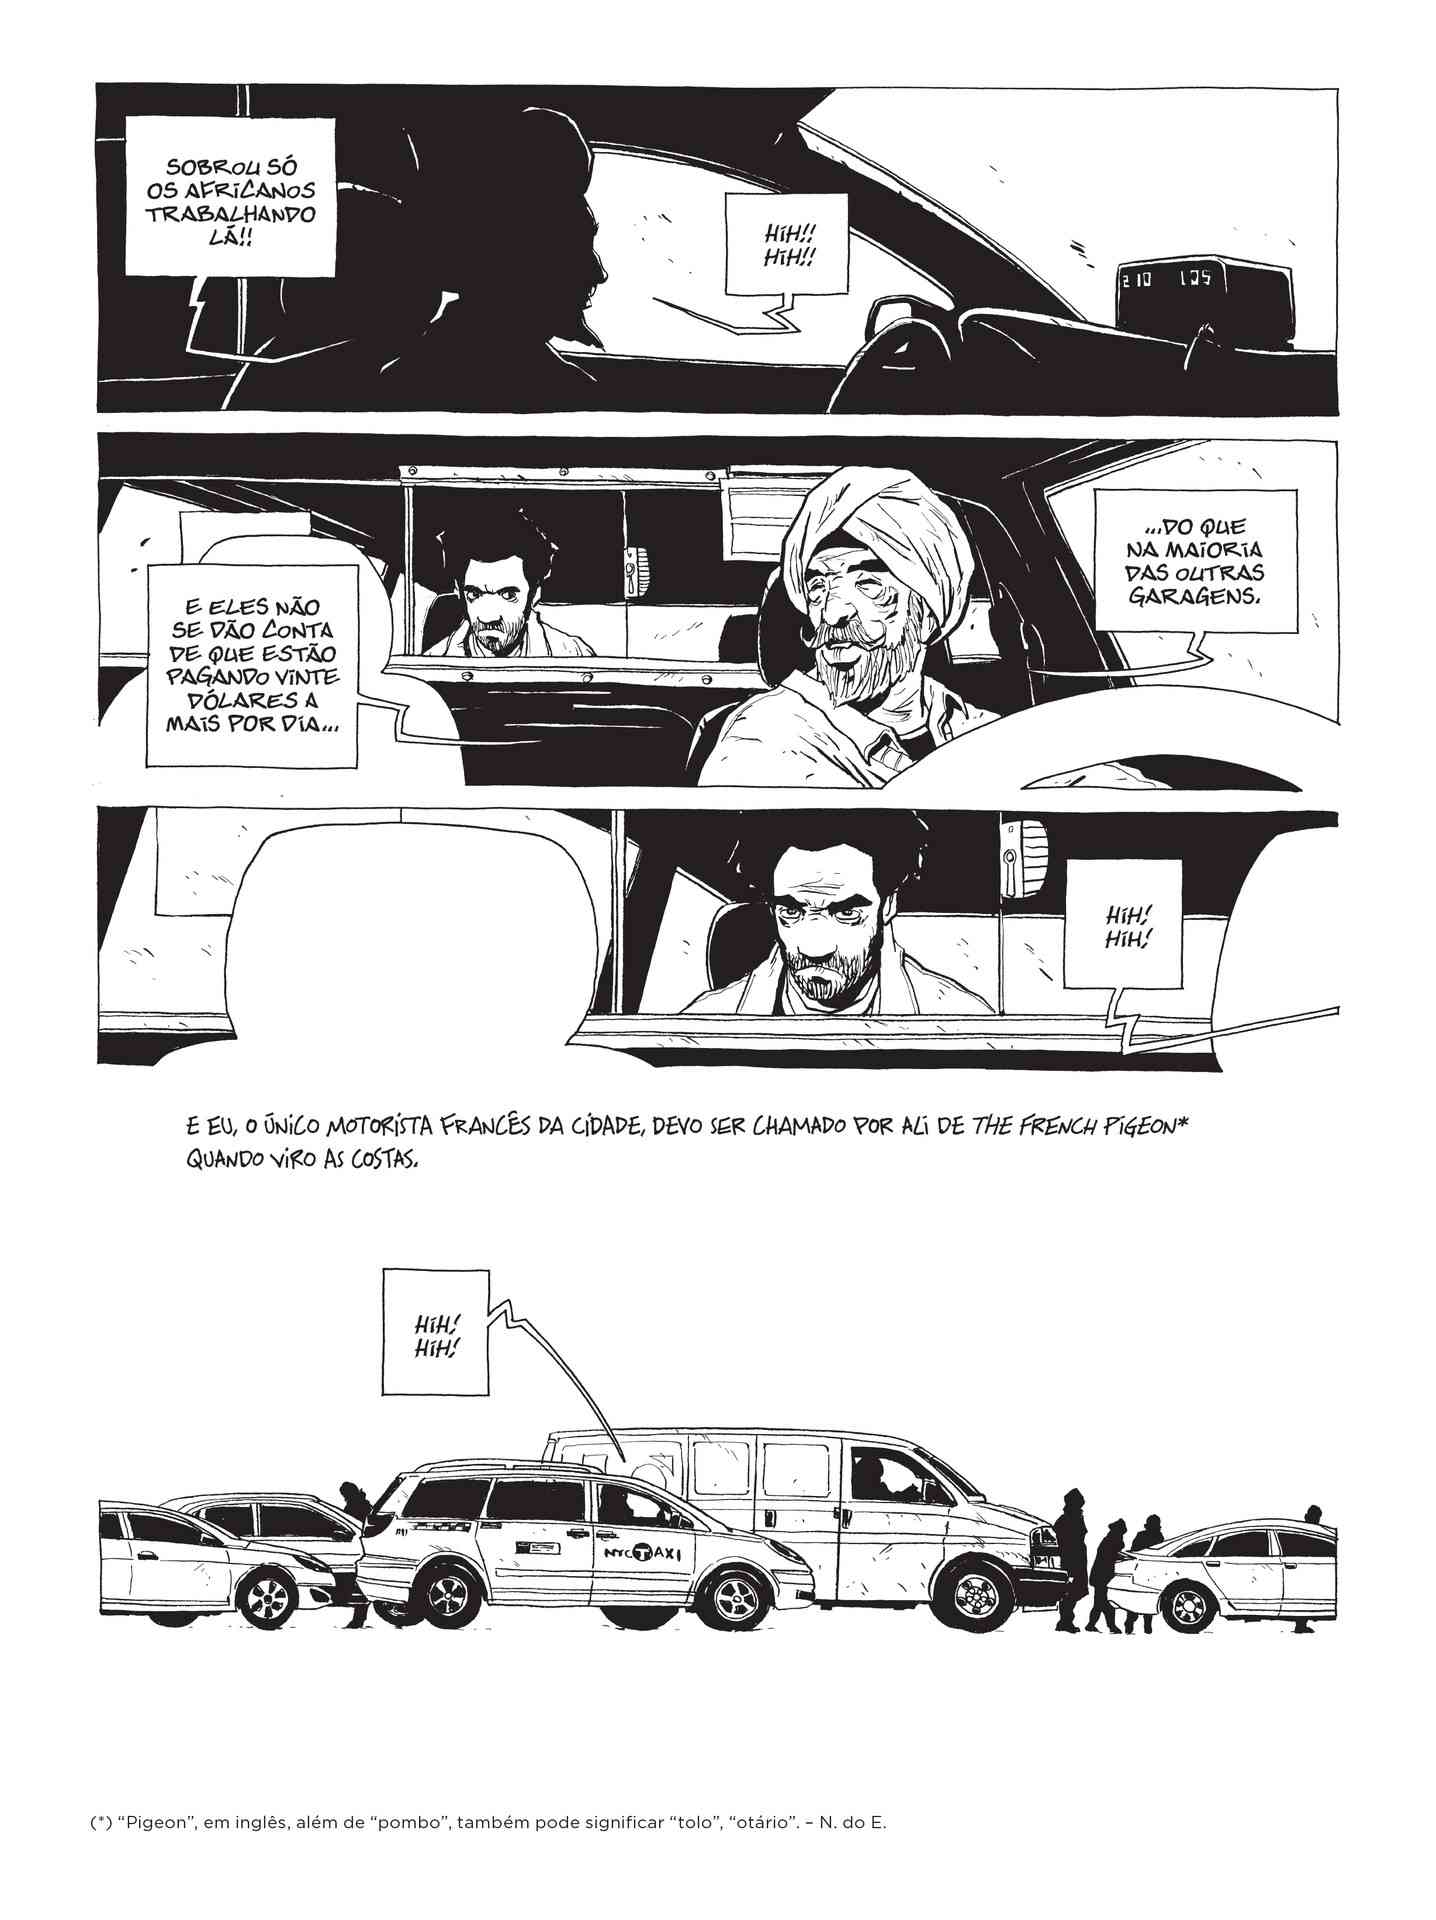 SOBROU SÓ
OS AFRICANOS
TRABALHANDO
LÁ!!
HIH!!
HIH!!
E ELES NÃO
SE DÃO CONTA
DE QUE ESTÃO
PAGANDO VINTE
DÓLARES A
MAIS POR DIA...
...DO QUE
NA MAIORIA
DAS OUTRAS
GARAGENS.
HIH!
HIH!
E EU, O ÚNICO MOTORISTA FRANCÊS DA CIDADE, DEVO SER CHAMADO POR ALI DE THE FRENCH PIGEON*
QUANDO VIRO AS COSTAS.
HIH!
HIH!
NYC TAXI
(*) “Pigeon”, em inglês, além de “pombo”, também pode significar “tolo”, “otário”. – N. do E.